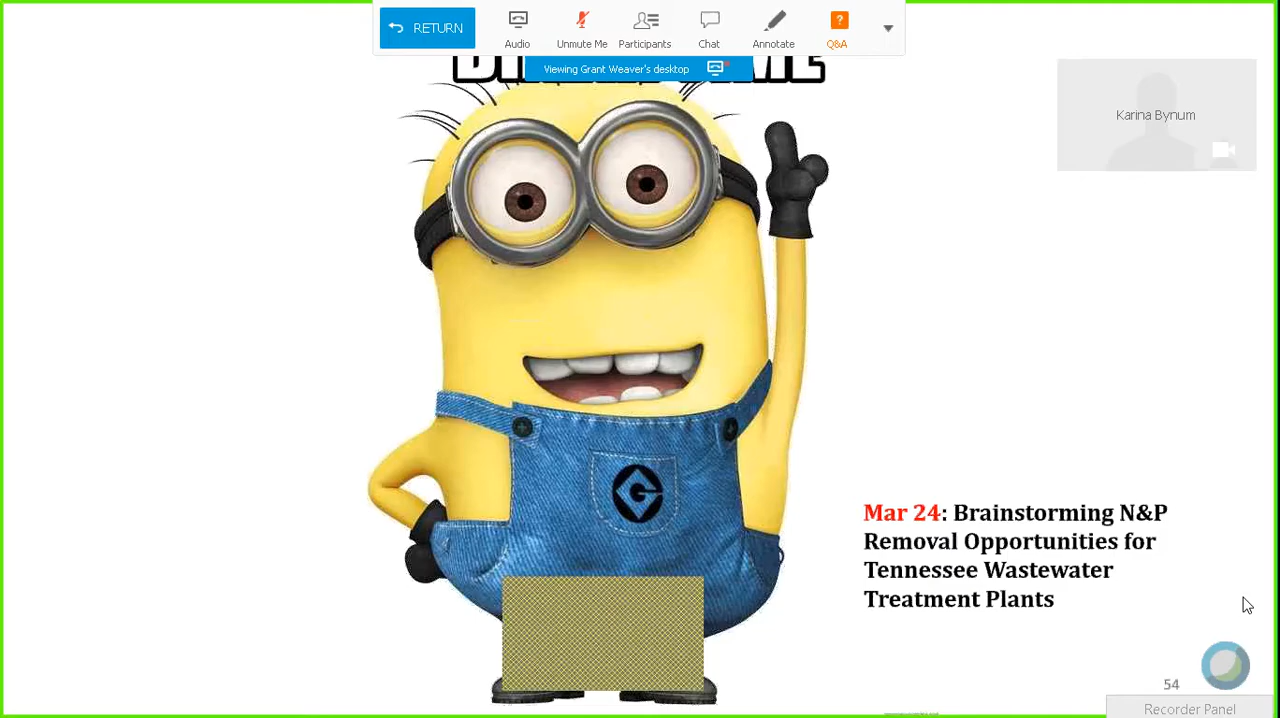 RETURN
Audio
Unmute Me
Participants
Chat
Annotate
?
Q&A
Viewing Grant Weaver's desktop
Karina Bynum
G
Mar 24: Brainstorming N&P
Removal Opportunities for
Tennessee Wastewater
Treatment Plants
54
Recorder Panel